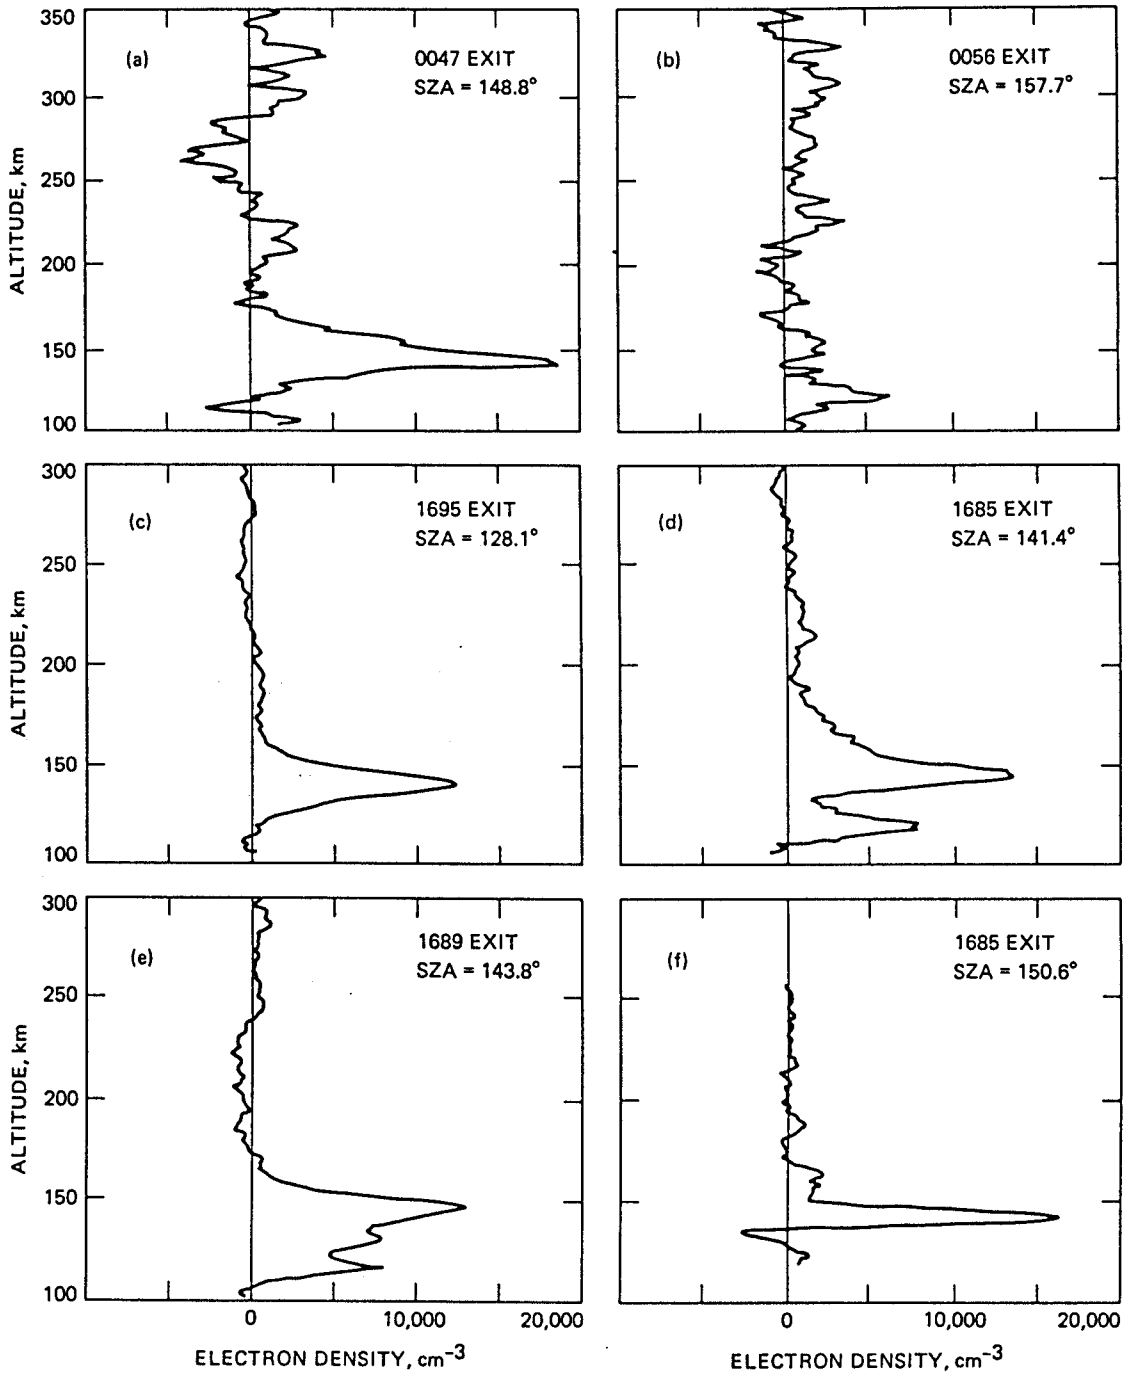 350
300
250
200
150
100
ALTITUDE, km
(a)
0047 EXIT
SZA = 148.8°
(b)
0056 EXIT
SZA = 157.7°
300
250
200
150
100
ALTITUDE, km
(c)
1695 EXIT
SZA = 128.1°
(d)
1685 EXIT
SZA = 141.4°
300
250
200
150
100
ALTITUDE, km
(e)
1689 EXIT
SZA = 143.8°
(f)
1685 EXIT
SZA = 150.6°
0 10,000 20,000
ELECTRON DENSITY, cm⁻³
0 10,000 20,000
ELECTRON DENSITY, cm⁻³